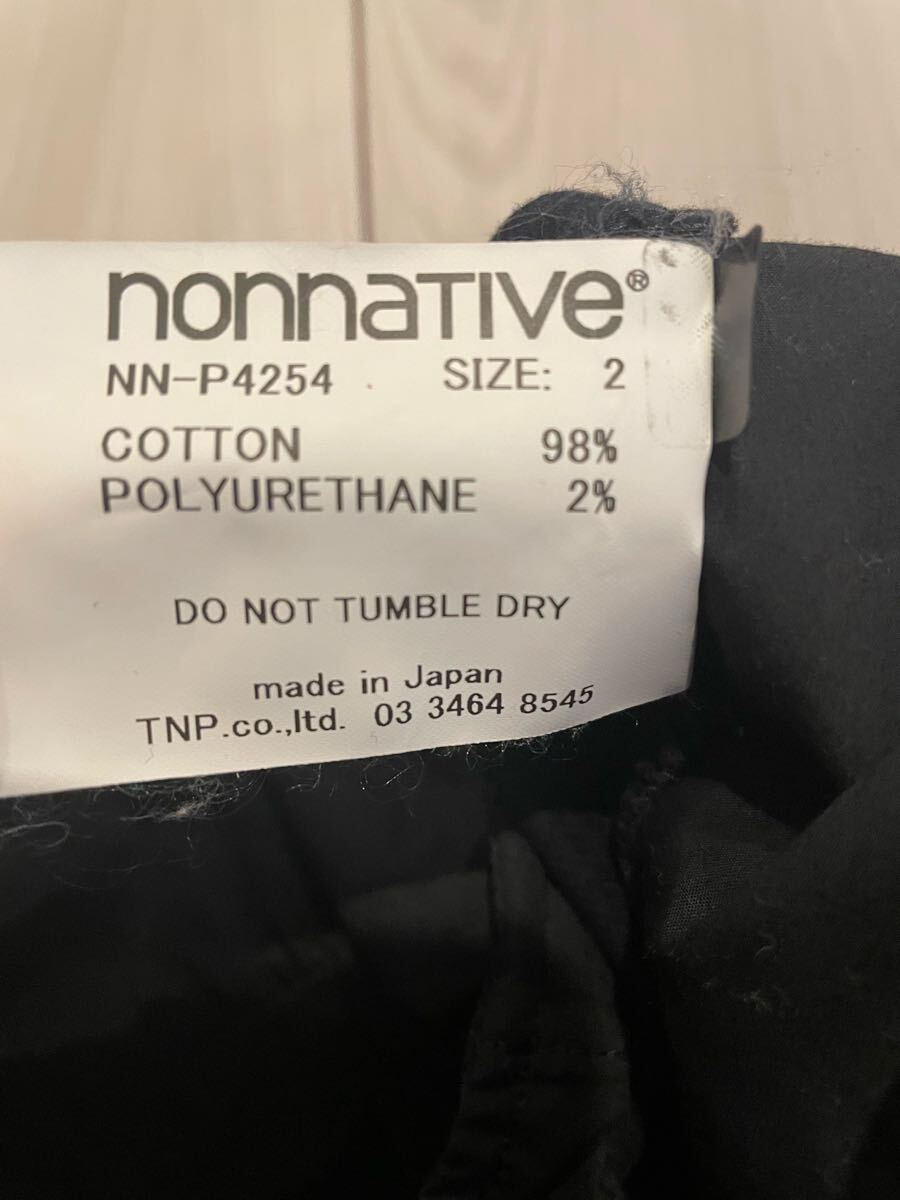 nonnaTIVe®
NN-P4254 SIZE: 2
COTTON 98%
POLYURETHANE 2%
DO NOT TUMBLE DRY
made in Japan
TNP.co.,ltd. 03 3464 8545